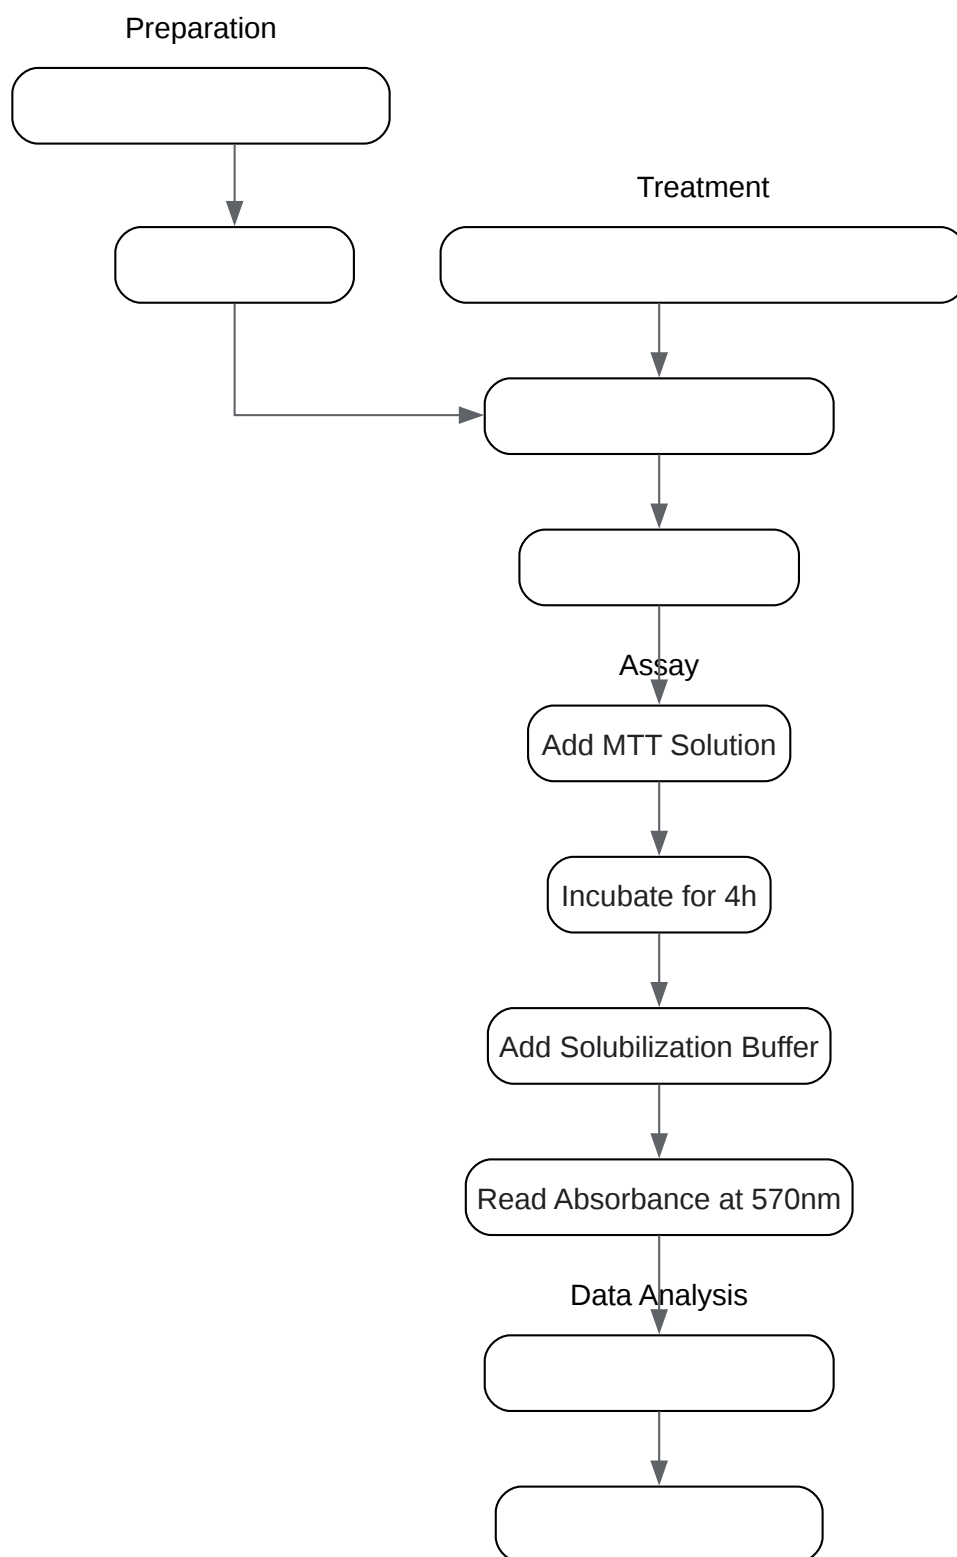 Preparation
Treatment
Assay
Add MTT Solution
Incubate for 4h
Add Solubilization Buffer
Read Absorbance at 570nm
Data Analysis